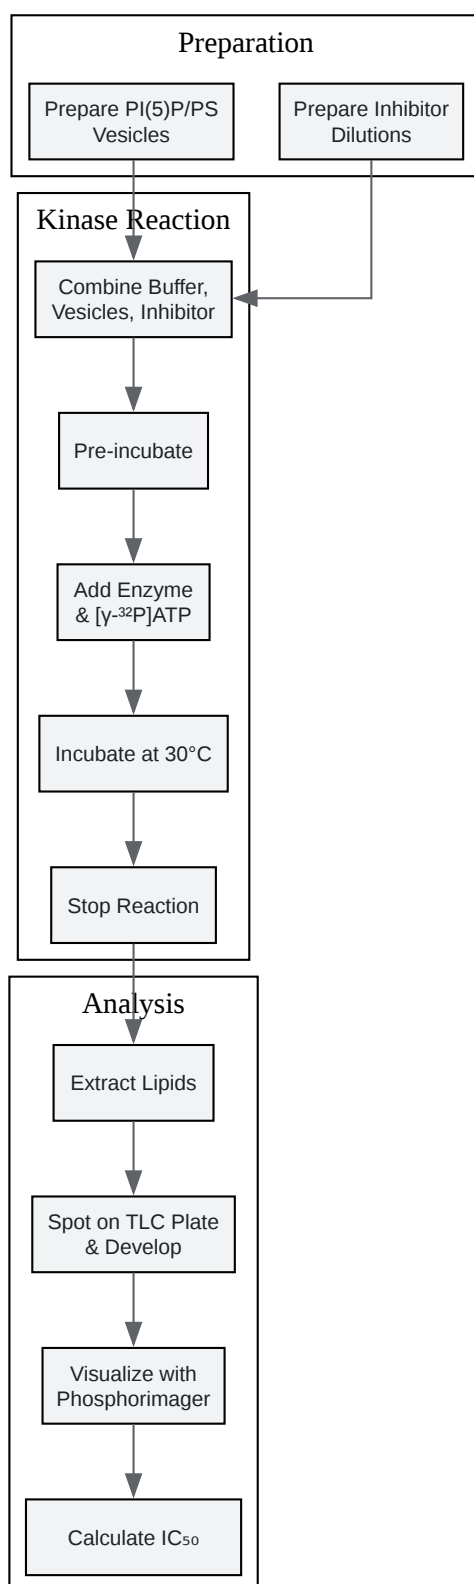 Preparation
Prepare PI(5)P/PS
Vesicles
Prepare Inhibitor
Dilutions
Kinase Reaction
Combine Buffer,
Vesicles, Inhibitor
Pre-incubate
Add Enzyme
& [γ-³²P]ATP
Incubate at 30°C
Stop Reaction
Analysis
Extract Lipids
Spot on TLC Plate
& Develop
Visualize with
Phosphorimager
Calculate IC₅₀